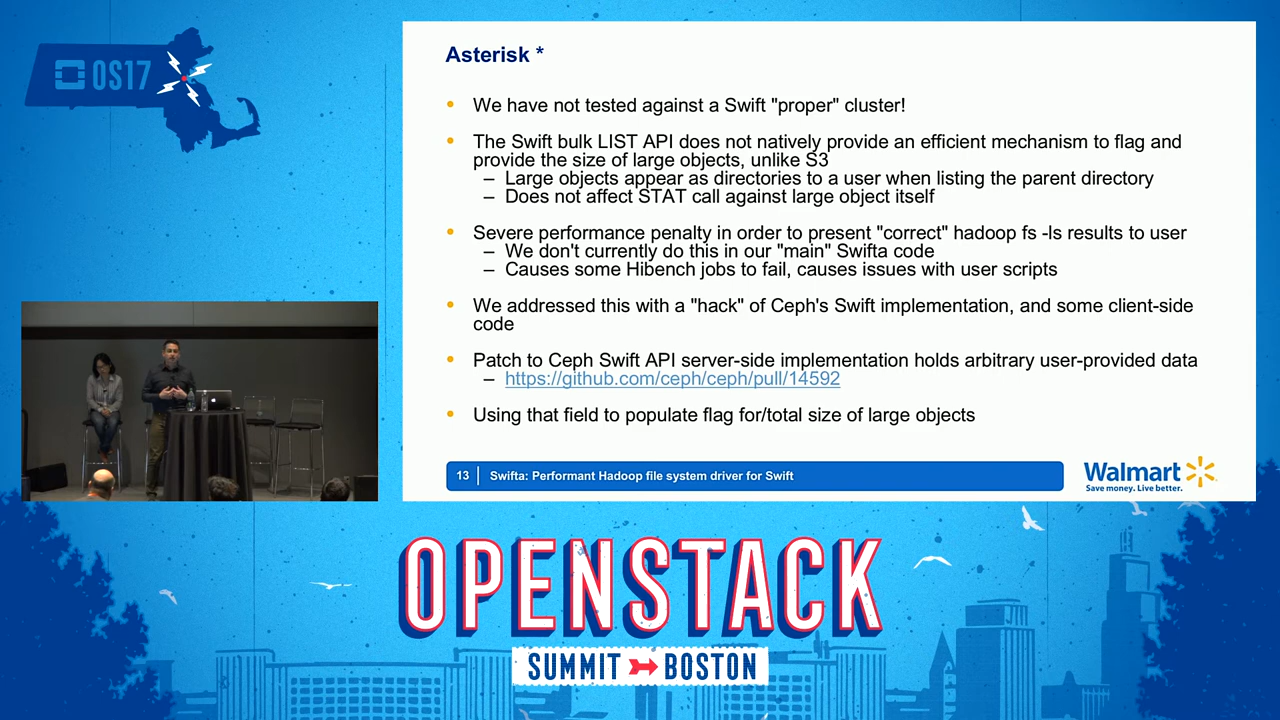 OS17
Asterisk *
• We have not tested against a Swift "proper" cluster!
• The Swift bulk LIST API does not natively provide an efficient mechanism to flag and
provide the size of large objects, unlike S3
– Large objects appear as directories to a user when listing the parent directory
– Does not affect STAT call against large object itself
• Severe performance penalty in order to present "correct" hadoop fs -ls results to user
– We don't currently do this in our "main" Swifta code
– Causes some Hibench jobs to fail, causes issues with user scripts
• We addressed this with a "hack" of Ceph's Swift implementation, and some client-side
code
• Patch to Ceph Swift API server-side implementation holds arbitrary user-provided data
– https://github.com/ceph/ceph/pull/14592
• Using that field to populate flag for/total size of large objects
13 | Swifta: Performant Hadoop file system driver for Swift
Walmart
Save money. Live better.
OPENSTACK
SUMMIT BOSTON